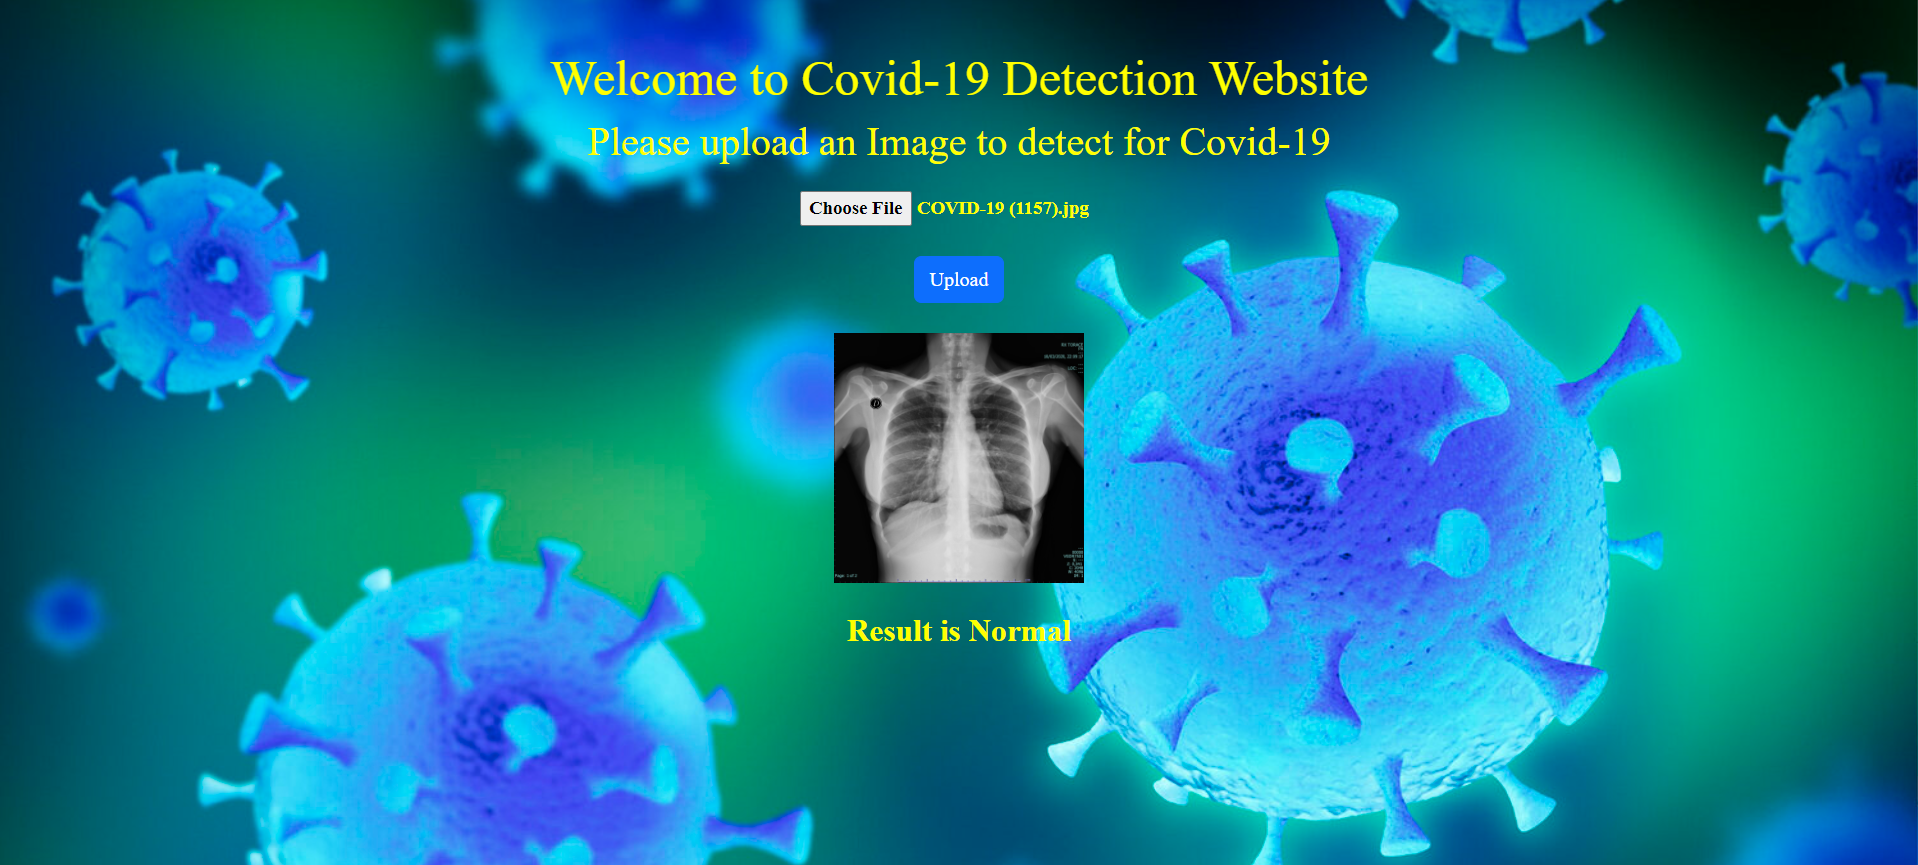 Welcome to Covid-19 Detection Website
Please upload an Image to detect for Covid-19
Choose File COVID-19 (1157).jpg
Upload
Result is Normal